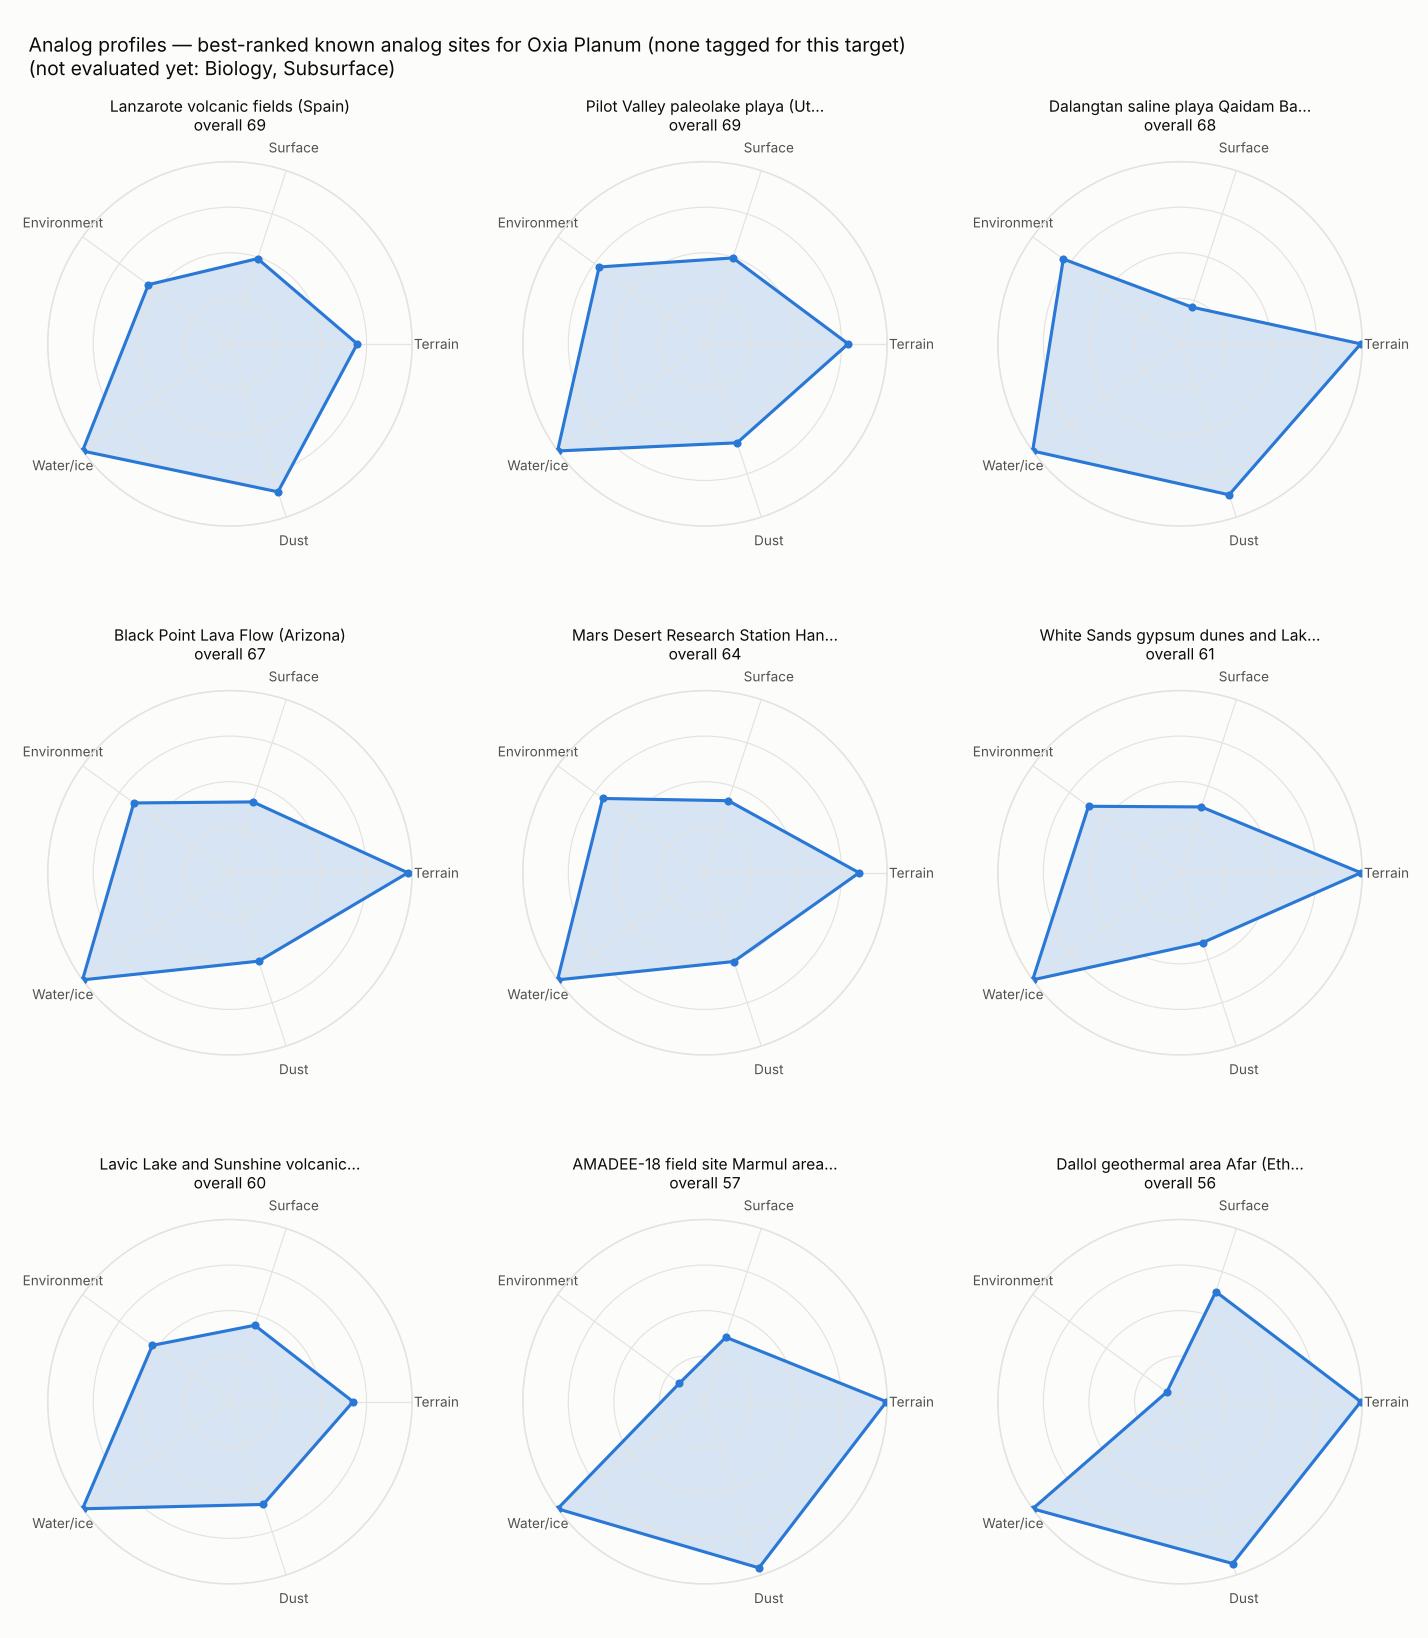 Analog profiles — best-ranked known analog sites for Oxia Planum (none tagged for this target)
(not evaluated yet: Biology, Subsurface)
Lanzarote volcanic fields (Spain)
overall 69
Surface
Environment
Terrain
Water/ice
Dust
Pilot Valley paleolake playa (Ut...
overall 69
Surface
Environment
Terrain
Water/ice
Dust
Dalangtan saline playa Qaidam Ba...
overall 68
Surface
Environment
Terrain
Water/ice
Dust
Black Point Lava Flow (Arizona)
overall 67
Surface
Environment
Terrain
Water/ice
Dust
Mars Desert Research Station Han...
overall 64
Surface
Environment
Terrain
Water/ice
Dust
White Sands gypsum dunes and Lak...
overall 61
Surface
Environment
Terrain
Water/ice
Dust
Lavic Lake and Sunshine volcanic...
overall 60
Surface
Environment
Terrain
Water/ice
Dust
AMADEE-18 field site Marmul area...
overall 57
Surface
Environment
Terrain
Water/ice
Dust
Dallol geothermal area Afar (Eth...
overall 56
Surface
Environment
Terrain
Water/ice
Dust